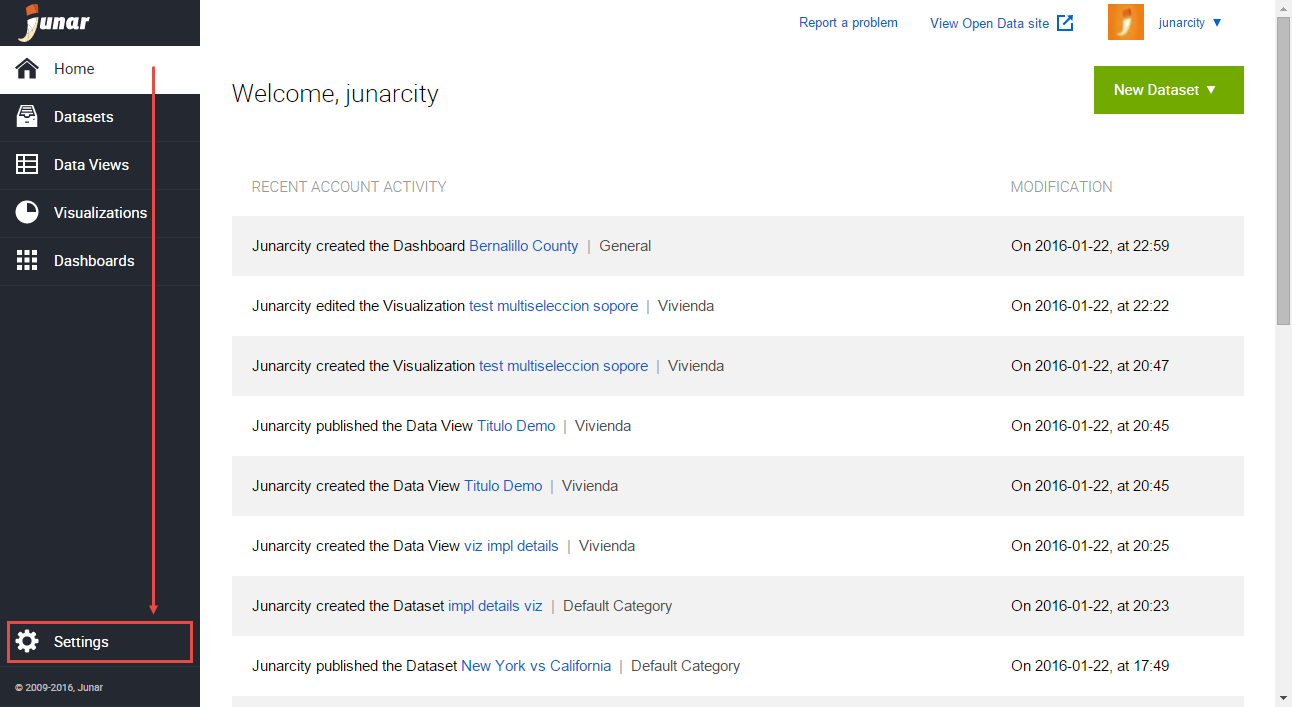 junar
Report a problem View Open Data site junarcity ▼
Home
Datasets
Data Views
Visualizations
Dashboards
Settings
© 2009-2016, Junar
Welcome, junarcity
New Dataset ▼
RECENT ACCOUNT ACTIVITY MODIFICATION
Junarcity created the Dashboard Bernalillo County | General On 2016-01-22, at 22:59
Junarcity edited the Visualization test multiseleccion sopore | Vivienda On 2016-01-22, at 22:22
Junarcity created the Visualization test multiseleccion sopore | Vivienda On 2016-01-22, at 20:47
Junarcity published the Data View Titulo Demo | Vivienda On 2016-01-22, at 20:45
Junarcity created the Data View Titulo Demo | Vivienda On 2016-01-22, at 20:45
Junarcity created the Data View viz impl details | Vivienda On 2016-01-22, at 20:25
Junarcity created the Dataset impl details viz | Default Category On 2016-01-22, at 20:23
Junarcity published the Dataset New York vs California | Default Category On 2016-01-22, at 17:49